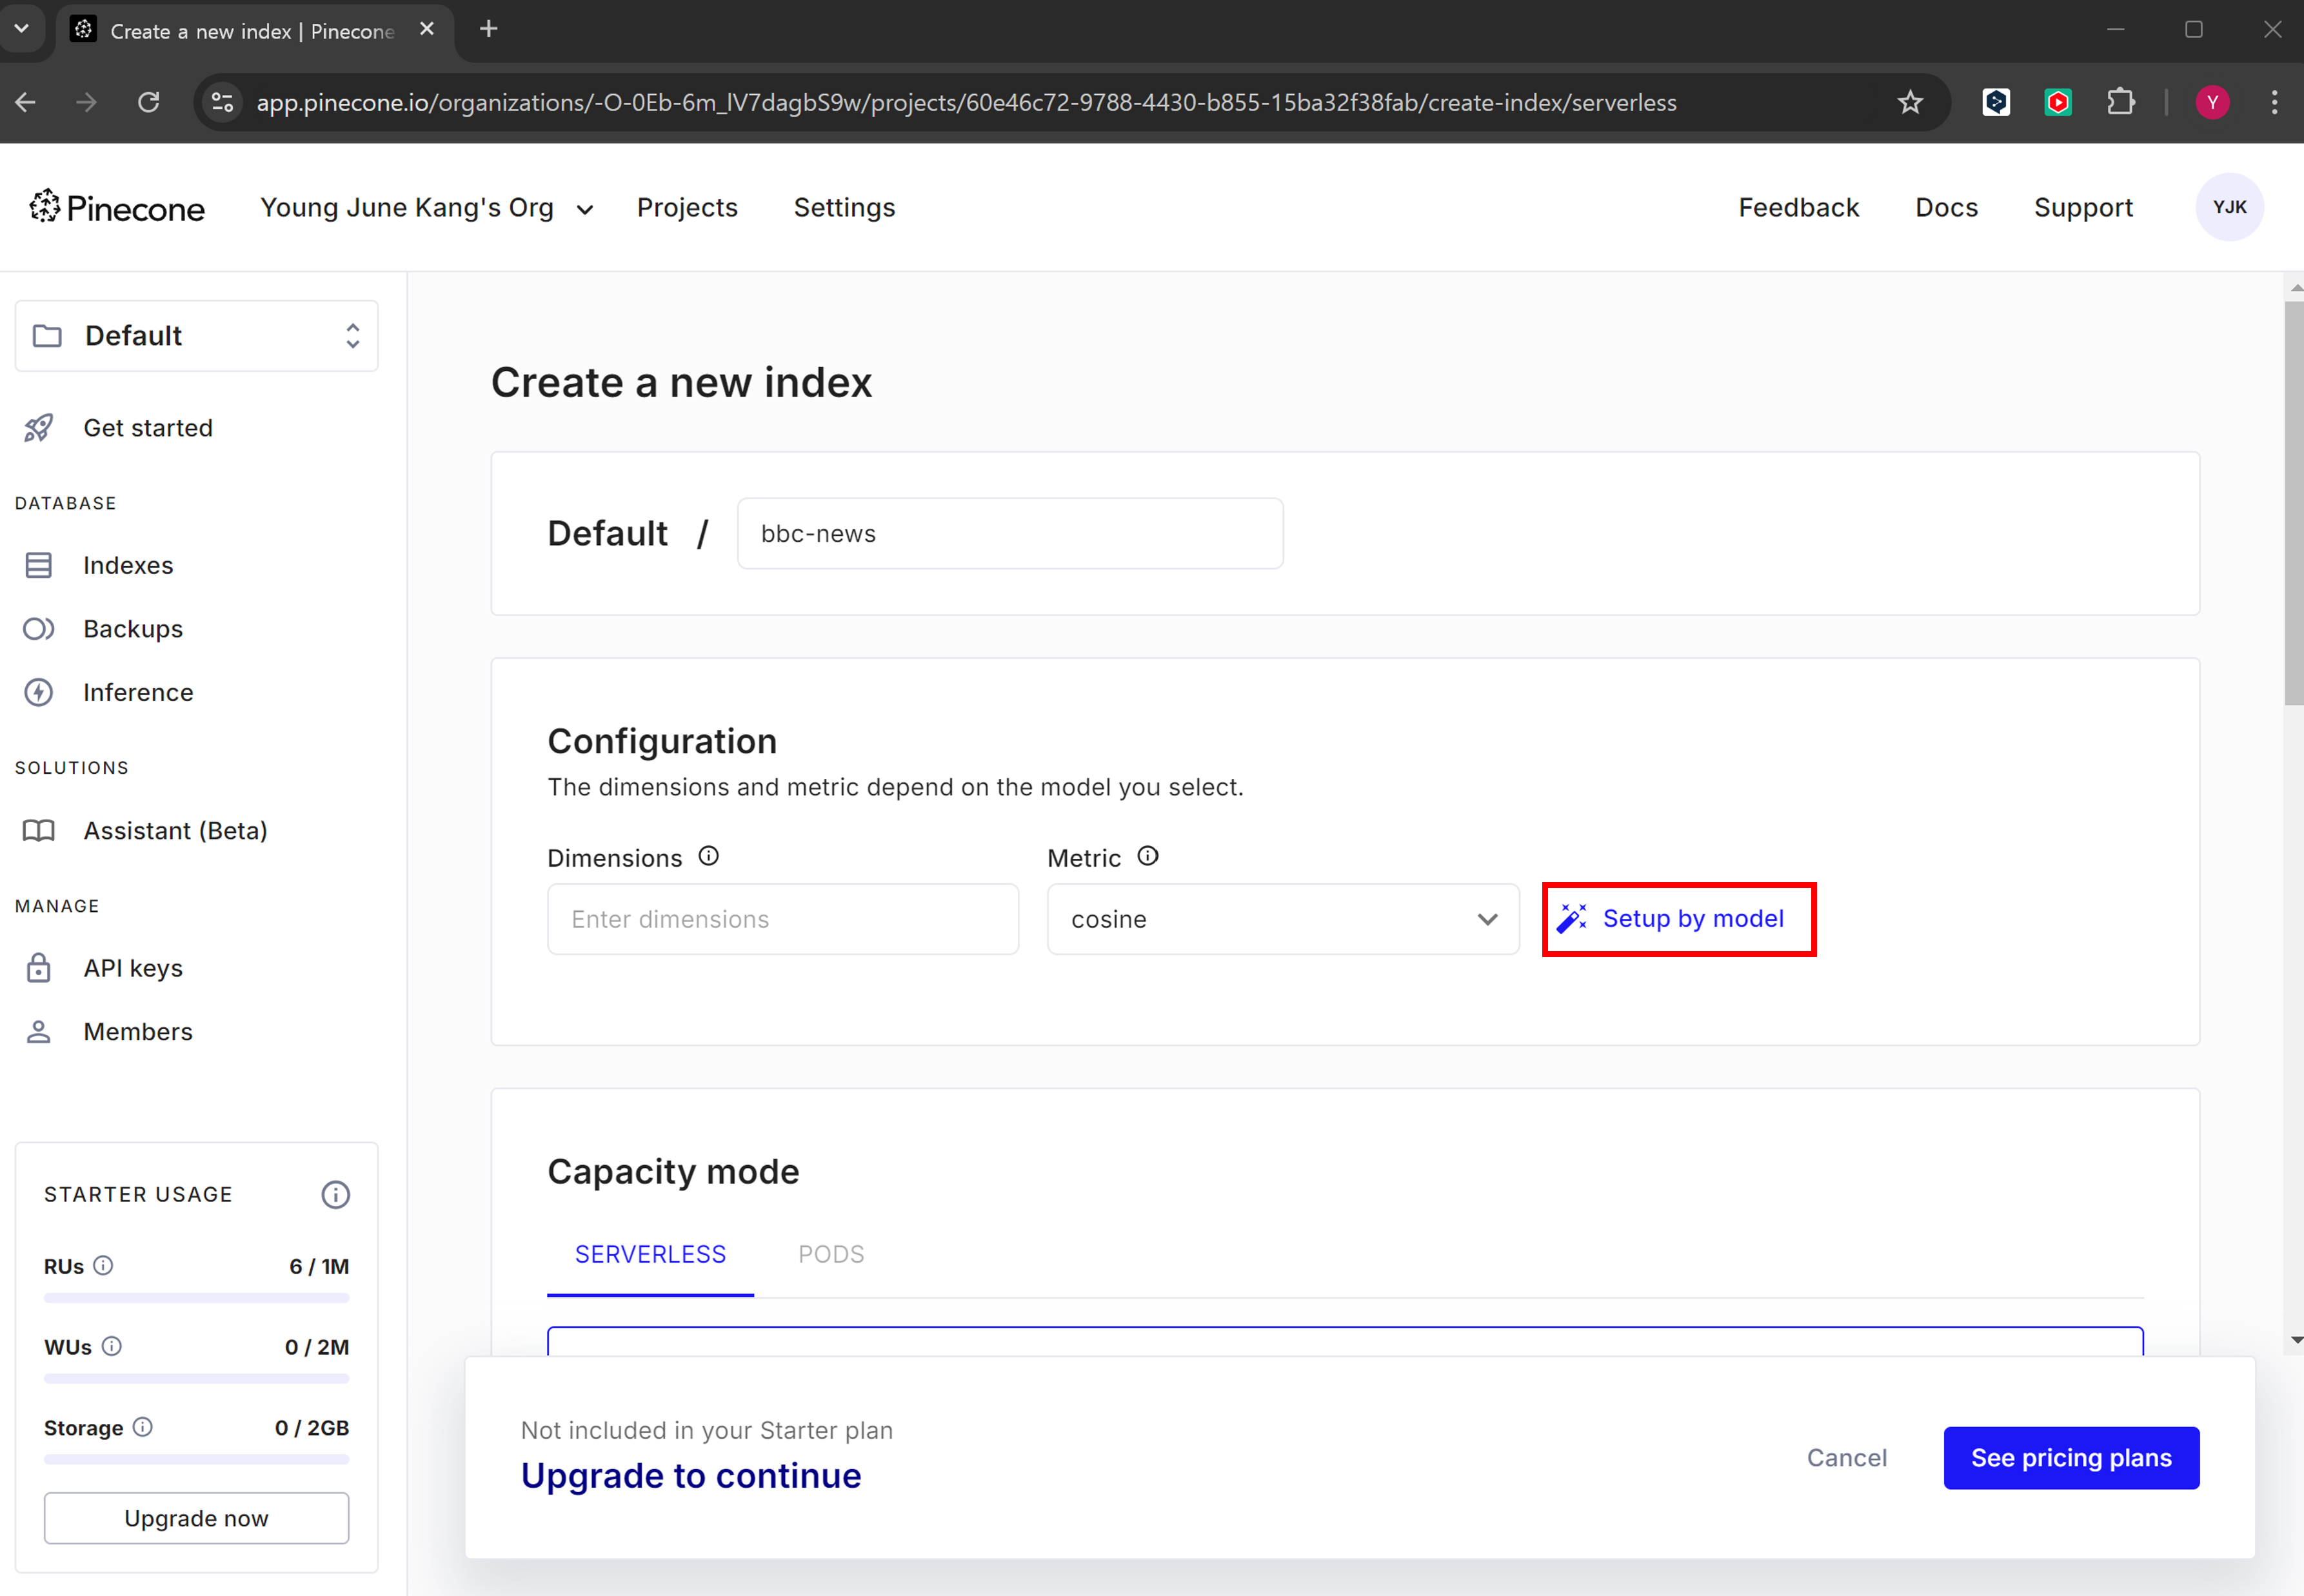 Create a new index | Pinecone
app.pinecone.io/organizations/-O-0Eb-6m_lV7dagbS9w/projects/60e46c72-9788-4430-b855-15ba32f38fab/create-index/serverless
Y
Pinecone
Young June Kang's Org
Projects
Settings
Feedback
Docs
Support
YJK
Default
Get started
DATABASE
Indexes
Backups
Inference
SOLUTIONS
Assistant (Beta)
MANAGE
API keys
Members
STARTER USAGE
RUs 6 / 1M
WUs 0 / 2M
Storage 0 / 2GB
Upgrade now
Create a new index
Default / bbc-news
Configuration
The dimensions and metric depend on the model you select.
Dimensions
Metric
Enter dimensions
cosine
Setup by model
Capacity mode
SERVERLESS
PODS
Not included in your Starter plan
Upgrade to continue
Cancel
See pricing plans